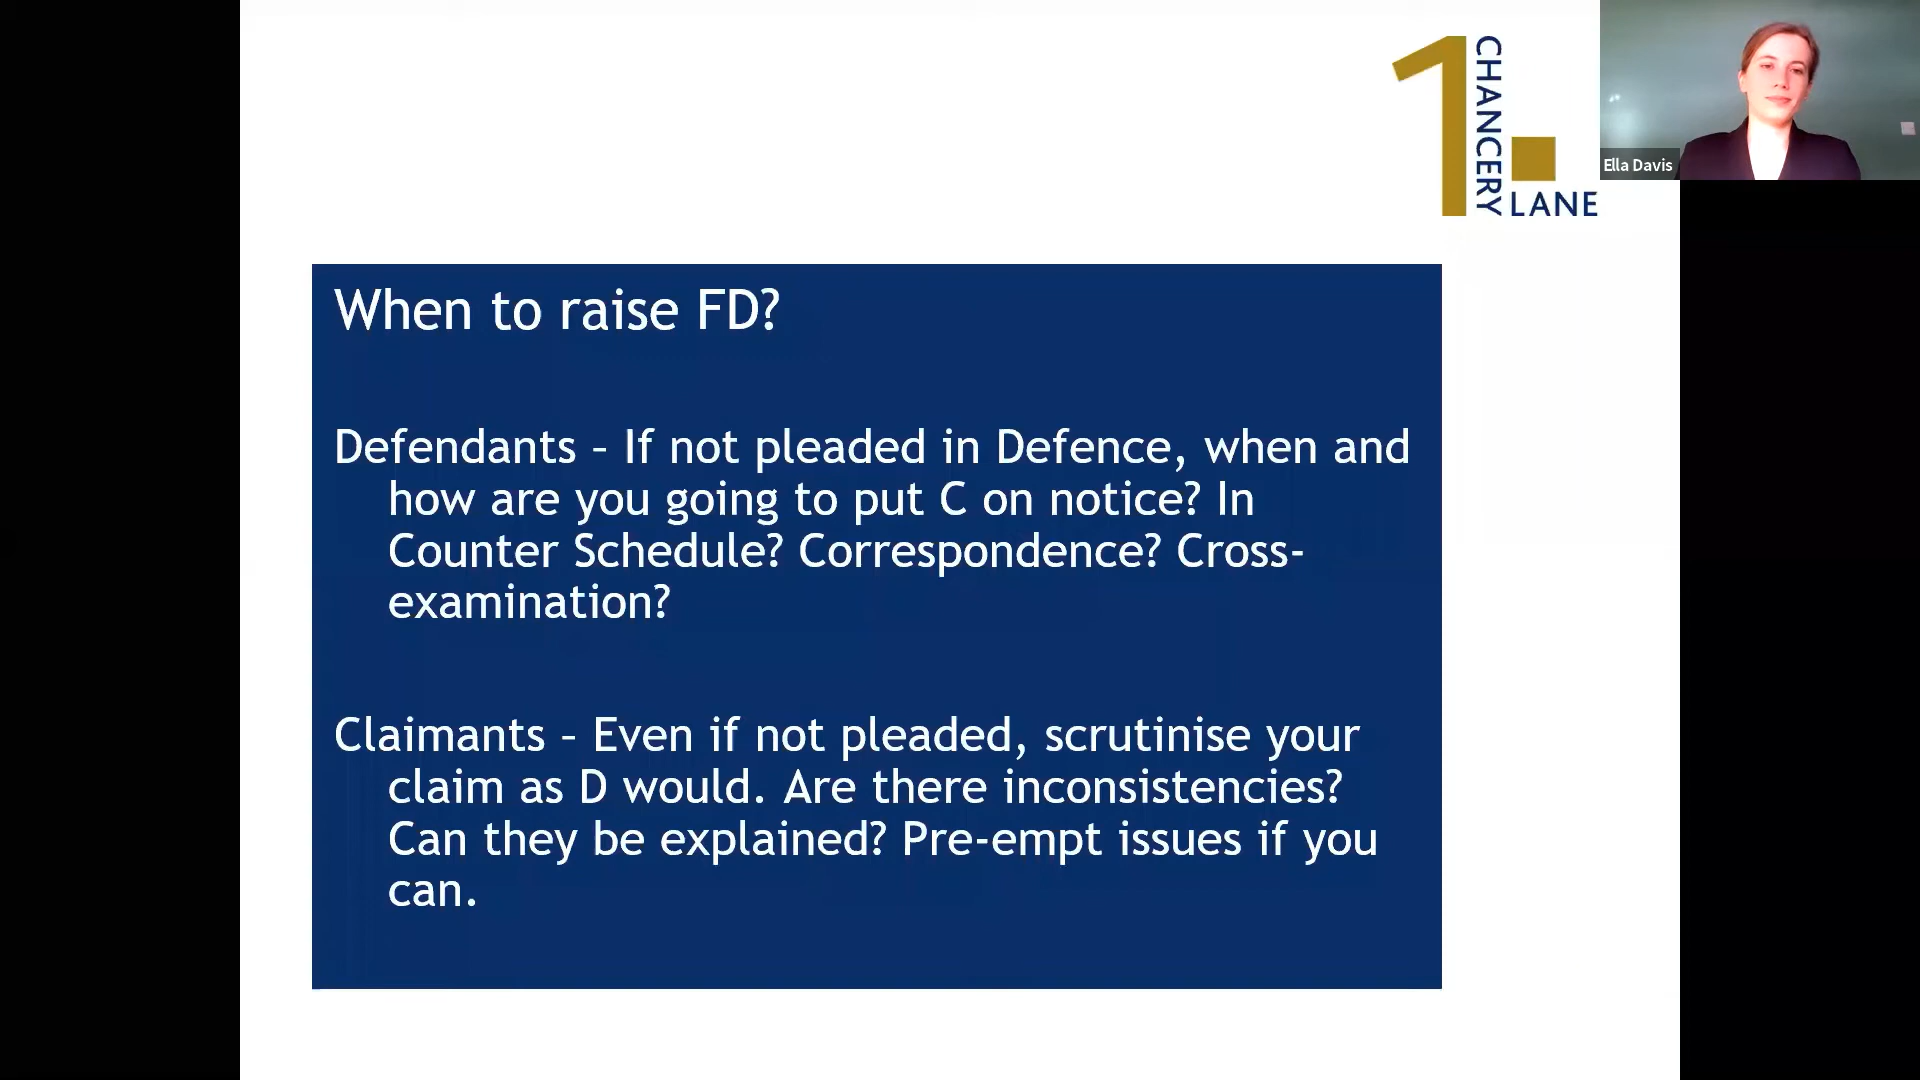 1 CHANCERY LANE
Ella Davis
When to raise FD?
Defendants – If not pleaded in Defence, when and
how are you going to put C on notice? In
Counter Schedule? Correspondence? Cross-
examination?
Claimants – Even if not pleaded, scrutinise your
claim as D would. Are there inconsistencies?
Can they be explained? Pre-empt issues if you
can.